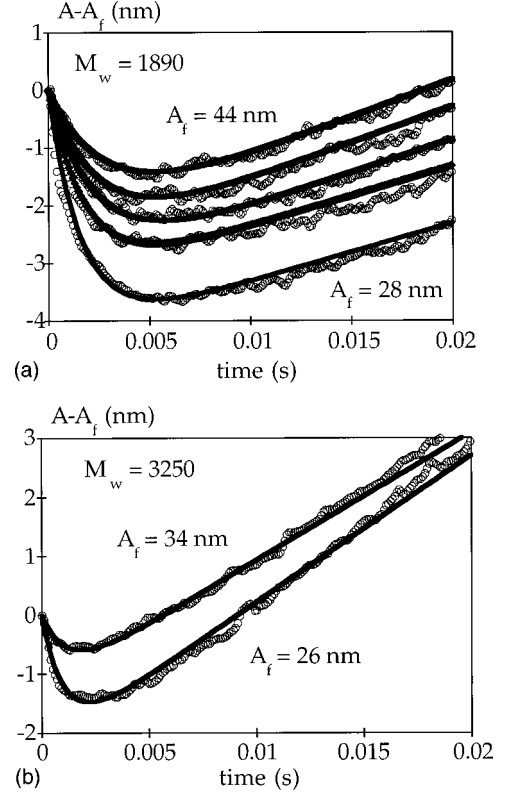 A-A_f (nm)
1
M_w = 1890
0
A_f = 44 nm
-1
-2
-3
A_f = 28 nm
-4
0 0.005 0.01 0.015 0.02
(a) time (s)
A-A_f (nm)
3
M_w = 3250
2
A_f = 34 nm
1
0
A_f = 26 nm
-1
-2
0 0.005 0.01 0.015 0.02
(b) time (s)